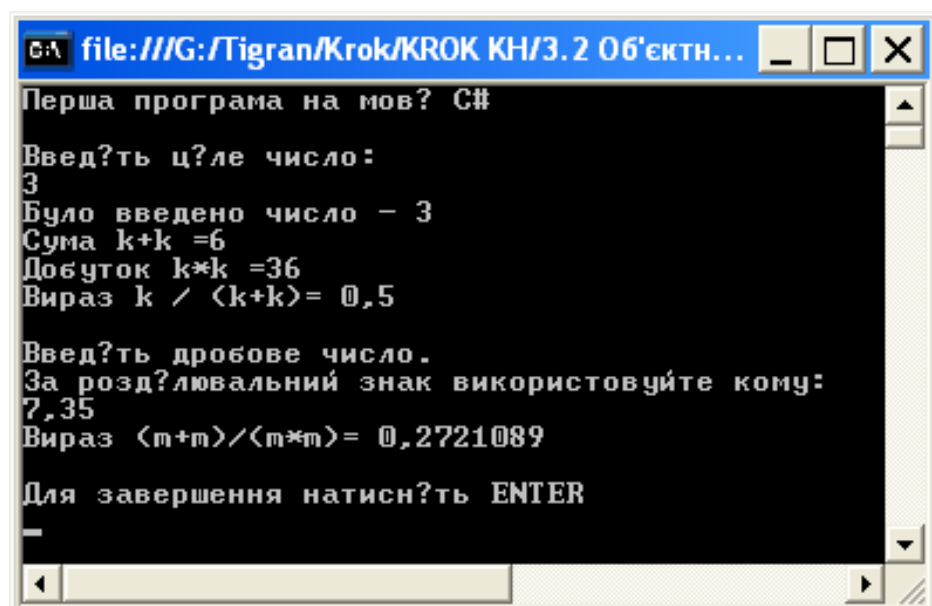 file:///G:/Tigran/Krok/KROK KH/3.2 Об'єктн...
Перша програма на мов? C#
Введ?ть ц?ле число:
3
Було введено число - 3
Сума k+k =6
Добуток k*k =36
Вираз k / (k+k)= 0,5
Введ?ть дробове число.
За розд?лювальний знак використовуйте кому:
7,35
Вираз (m+m)/(m*m)= 0,2721089
Для завершення натисн?ть ENTER